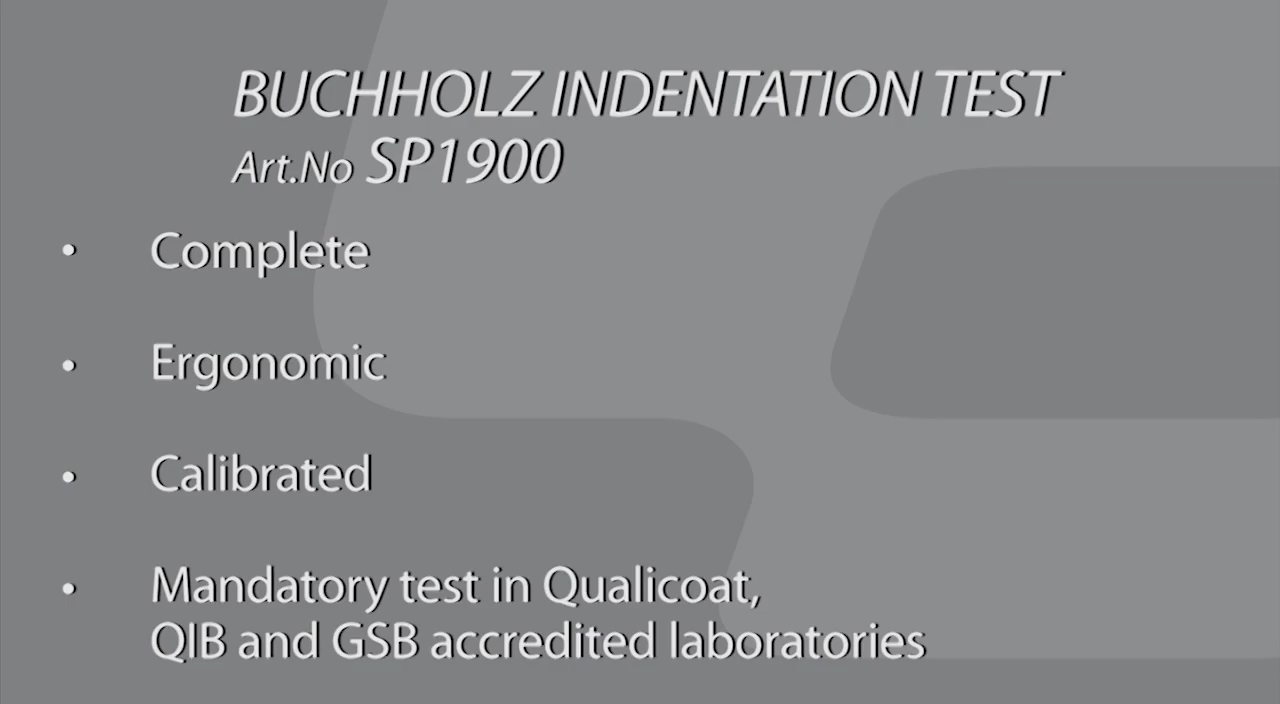 BUCHHOLZ INDENTATION TEST
Art.No SP1900
• Complete
• Ergonomic
• Calibrated
• Mandatory test in Qualicoat,
QIB and GSB accredited laboratories